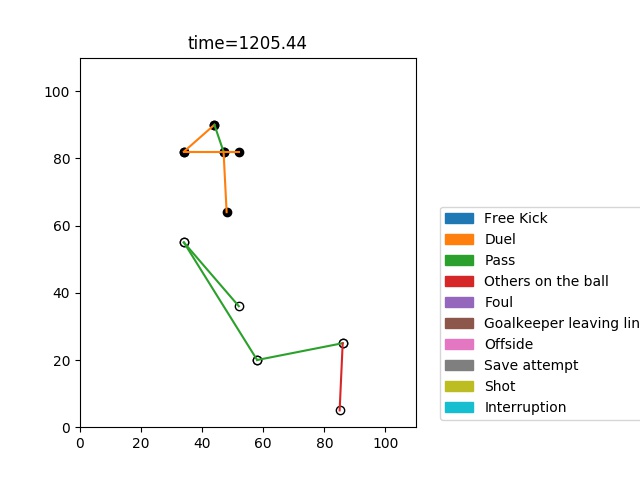 time=1205.44
100
80
60
40
20
0
0 20 40 60 80 100
Free Kick
Duel
Pass
Others on the ball
Foul
Goalkeeper leaving lin
Offside
Save attempt
Shot
Interruption